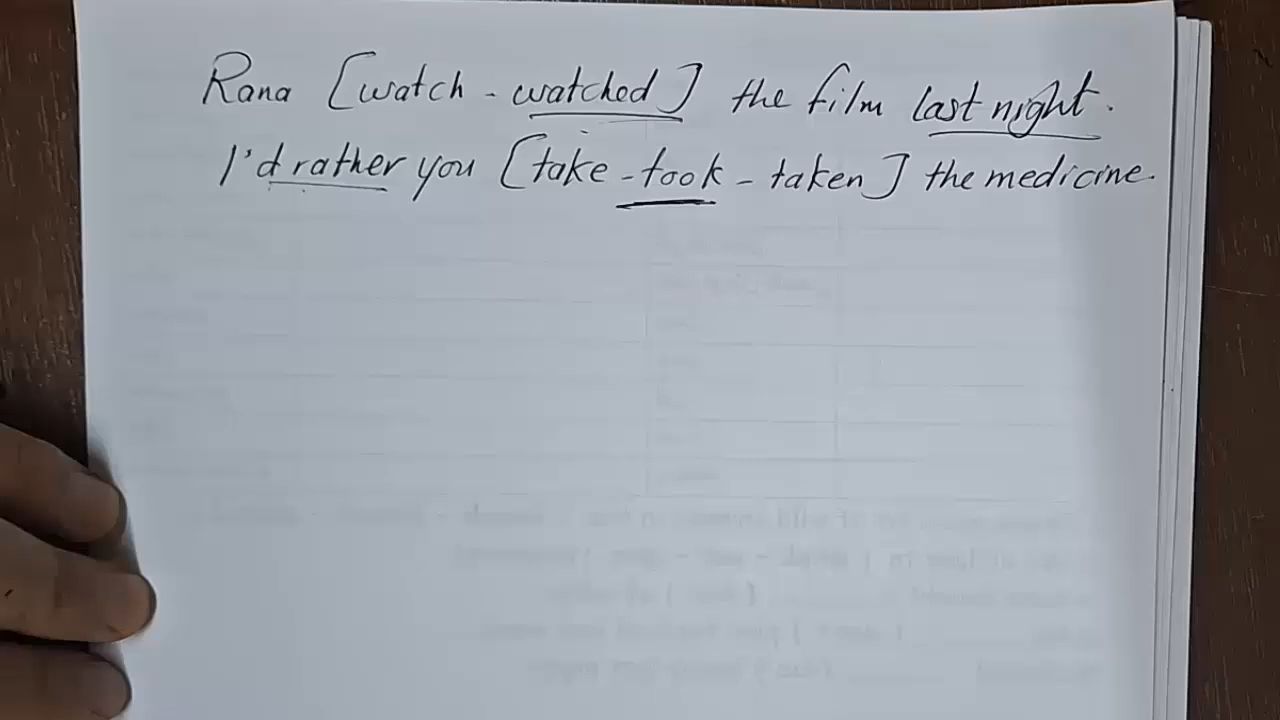 Rana [watch - watched] the film last night.
I'd rather you [take - took - taken] the medicine.